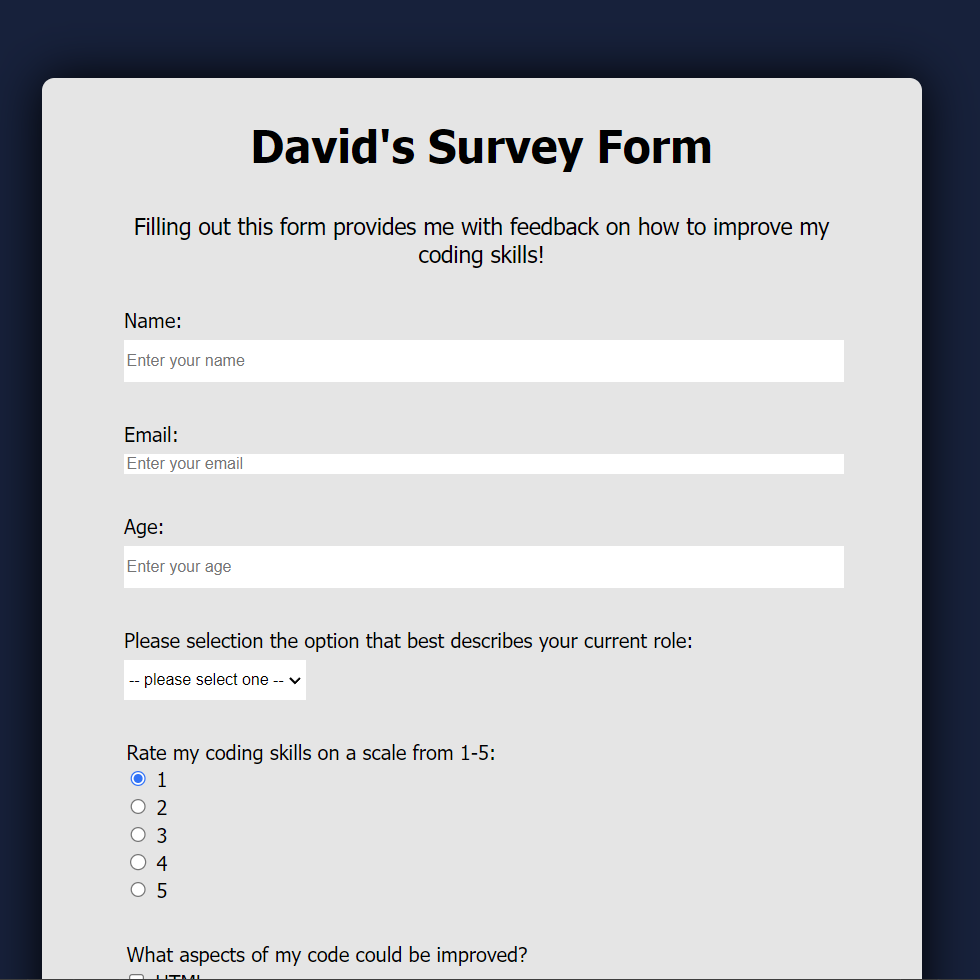 David's Survey Form
Filling out this form provides me with feedback on how to improve my
coding skills!
Name:
Enter your name
Email:
Enter your email
Age:
Enter your age
Please selection the option that best describes your current role:
-- please select one --
Rate my coding skills on a scale from 1-5:
1
2
3
4
5
What aspects of my code could be improved?
HTML